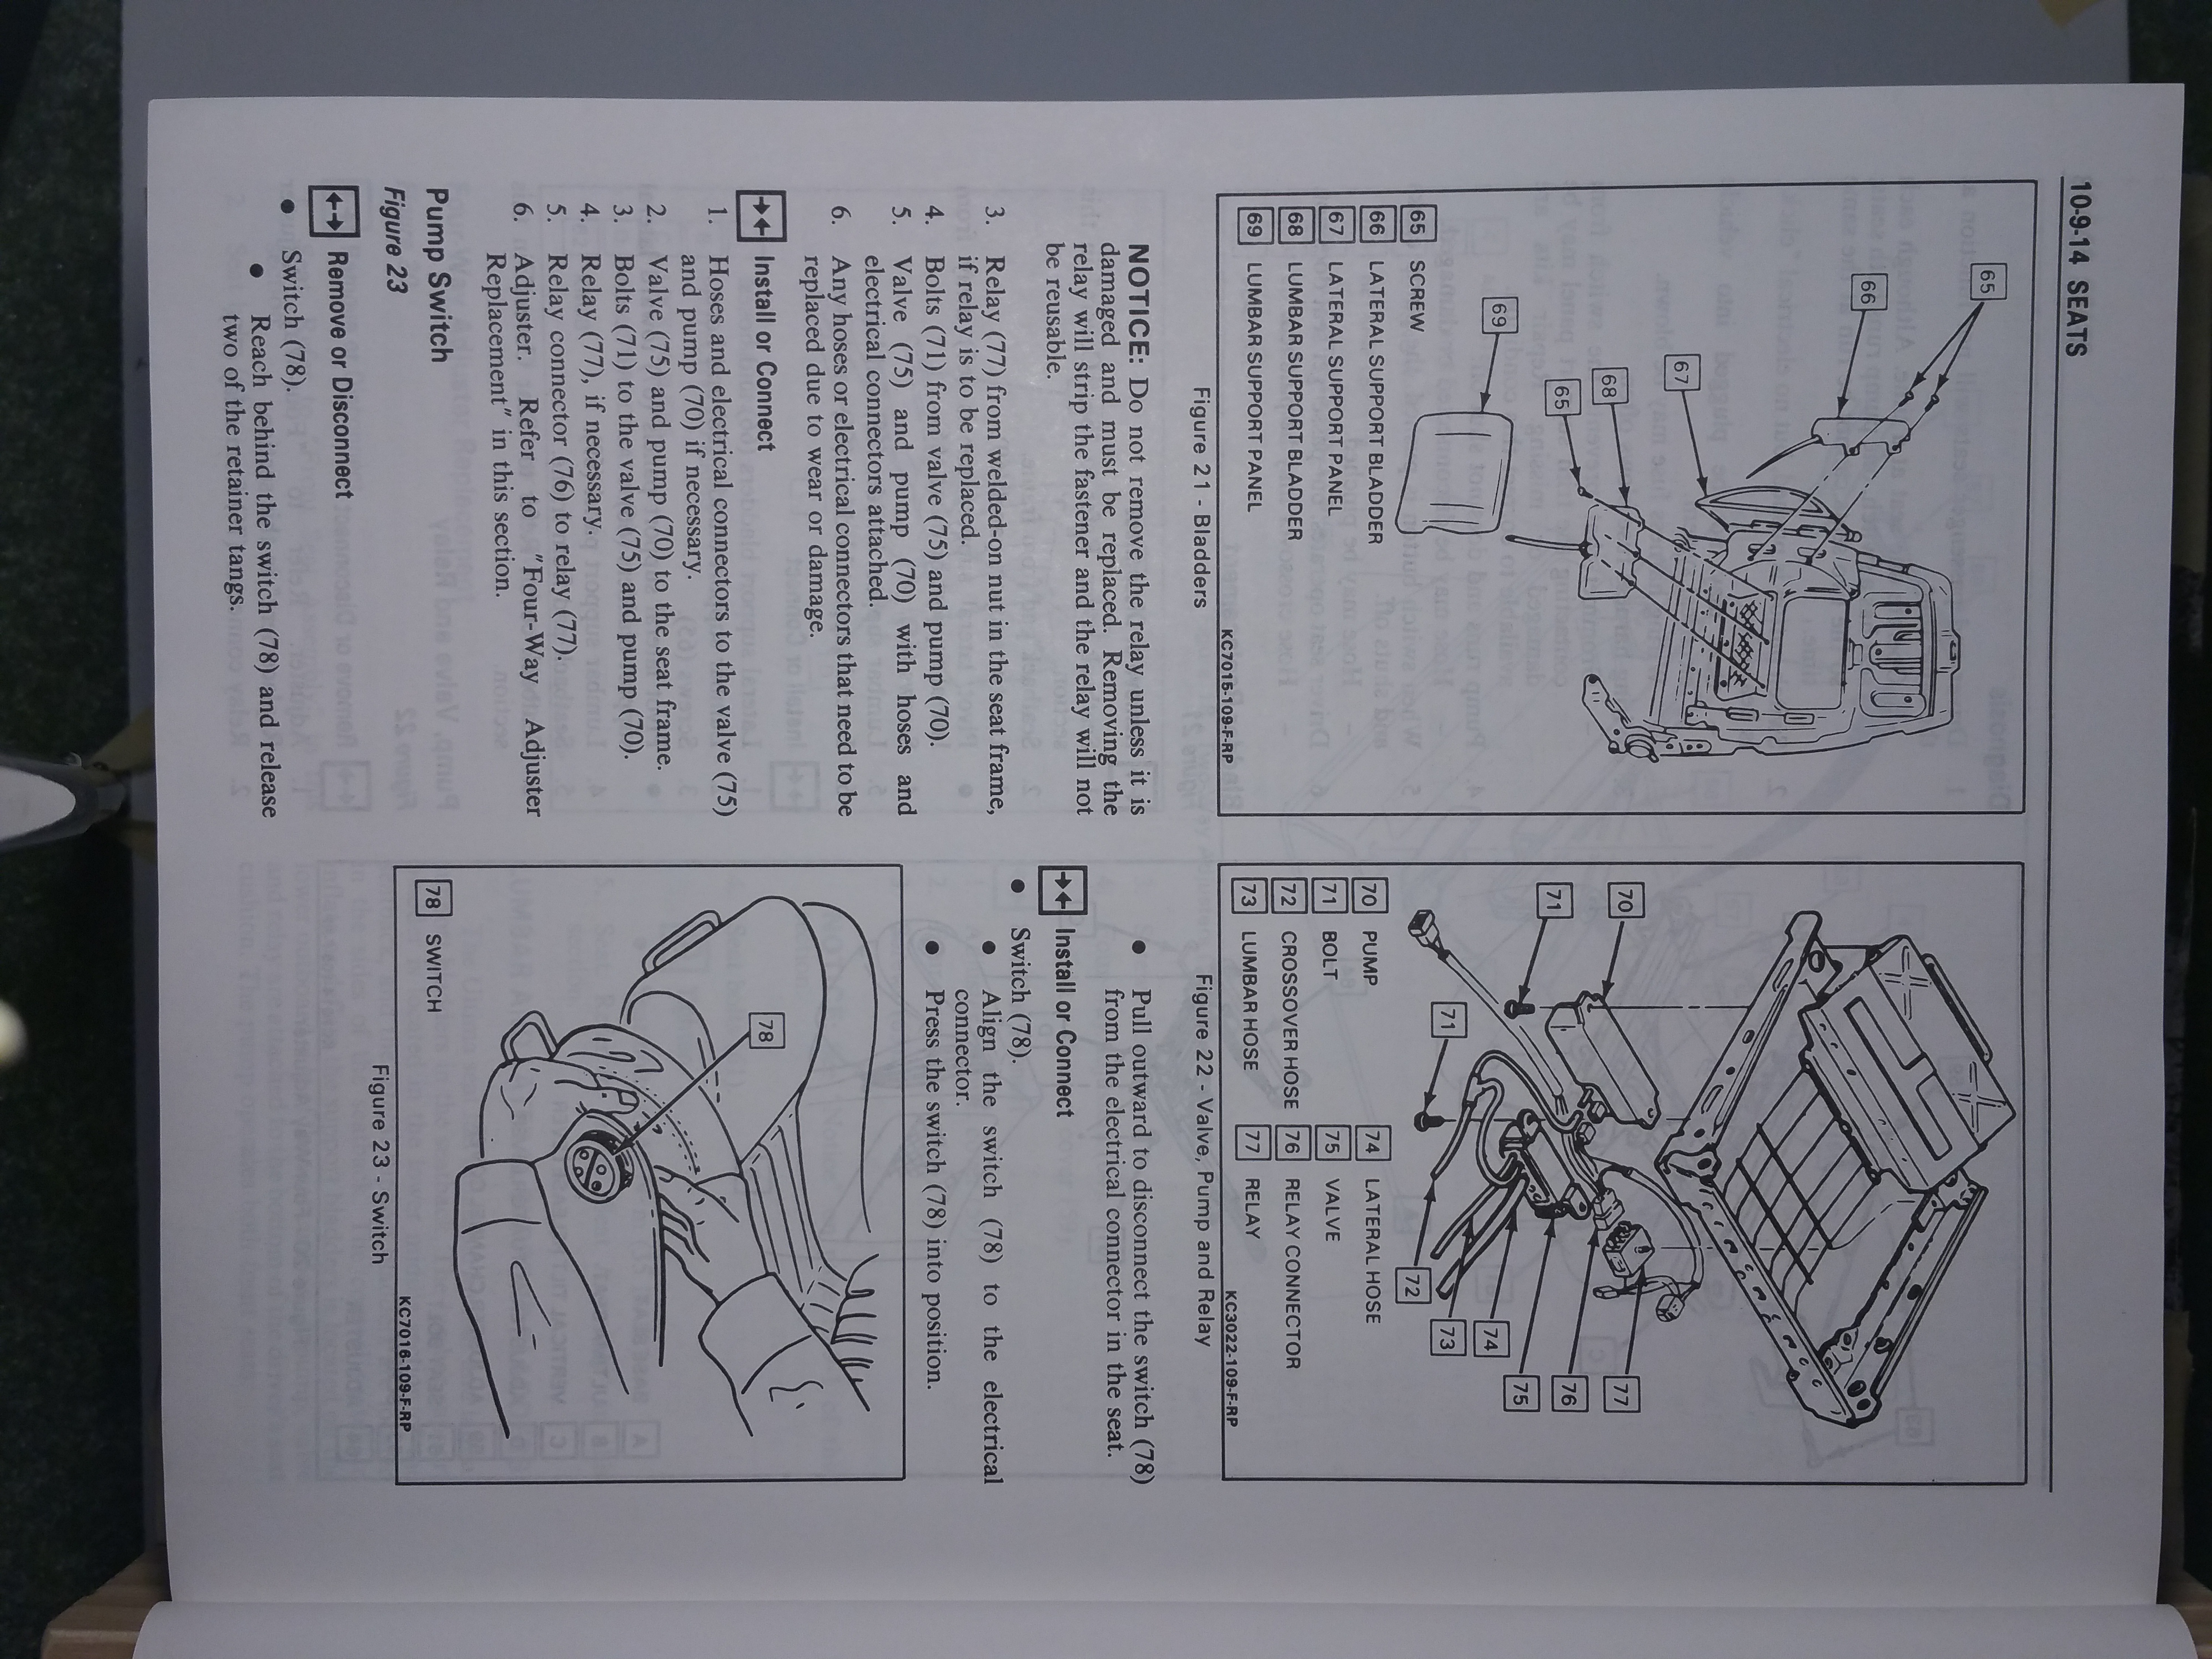 10-9-14 SEATS
65
66
67
69
68
65
65 SCREW
66 LATERAL SUPPORT BLADDER
67 LATERAL SUPPORT PANEL
68 LUMBAR SUPPORT BLADDER
69 LUMBAR SUPPORT PANEL
KC7015-109-F-RP
Figure 21 - Bladders
NOTICE: Do not remove the relay unless it is
damaged and must be replaced. Removing the
relay will strip the fastener and the relay will not
be reusable.
3. Relay (77) from welded-on nut in the seat frame,
if relay is to be replaced.
4. Bolts (71) from valve (75) and pump (70).
5. Valve (75) and pump (70) with hoses and
electrical connectors attached.
6. Any hoses or electrical connectors that need to be
replaced due to wear or damage.
Install or Connect
1. Hoses and electrical connectors to the valve (75)
and pump (70) if necessary.
2. Valve (75) and pump (70) to the seat frame.
3. Bolts (71) to the valve (75) and pump (70).
4. Relay (77), if necessary.
5. Relay connector (76) to relay (77).
6. Adjuster. Refer to "Four-Way Adjuster
Replacement" in this section.
Pump Switch
Figure 23
Remove or Disconnect
● Switch (78).
● Reach behind the switch (78) and release
two of the retainer tangs.
70
71
71
72
73
74
75
76
77
70 PUMP 74 LATERAL HOSE
71 BOLT 75 VALVE
72 CROSSOVER HOSE 76 RELAY CONNECTOR
73 LUMBAR HOSE 77 RELAY
KC3022-109-F-RP
Figure 22 - Valve, Pump and Relay
● Pull outward to disconnect the switch (78)
from the electrical connector in the seat.
Install or Connect
● Switch (78).
● Align the switch (78) to the electrical
connector.
● Press the switch (78) into position.
78
78 SWITCH
KC7016-109-F-RP
Figure 23 - Switch